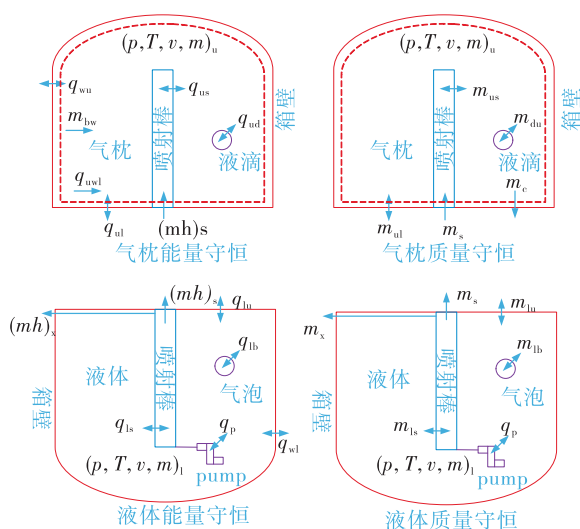 (p, T, v, m)u
qwu
qus
mbw
qud
气枕
喷射棒
液滴
箱壁
quwl
qul
(mh)s
气枕能量守恒
(p, T, v, m)u
mus
mdu
气枕
喷射棒
液滴
箱壁
mc
mul
ms
气枕质量守恒
(mh)s
qlu
(mh)x
qlb
液体
喷射棒
气泡
箱壁
qls
qp
qwl
(p, T, v, m)l
pump
液体能量守恒
ms
mlu
mx
mlb
液体
喷射棒
气泡
箱壁
mls
qp
(p, T, v, m)l
pump
液体质量守恒